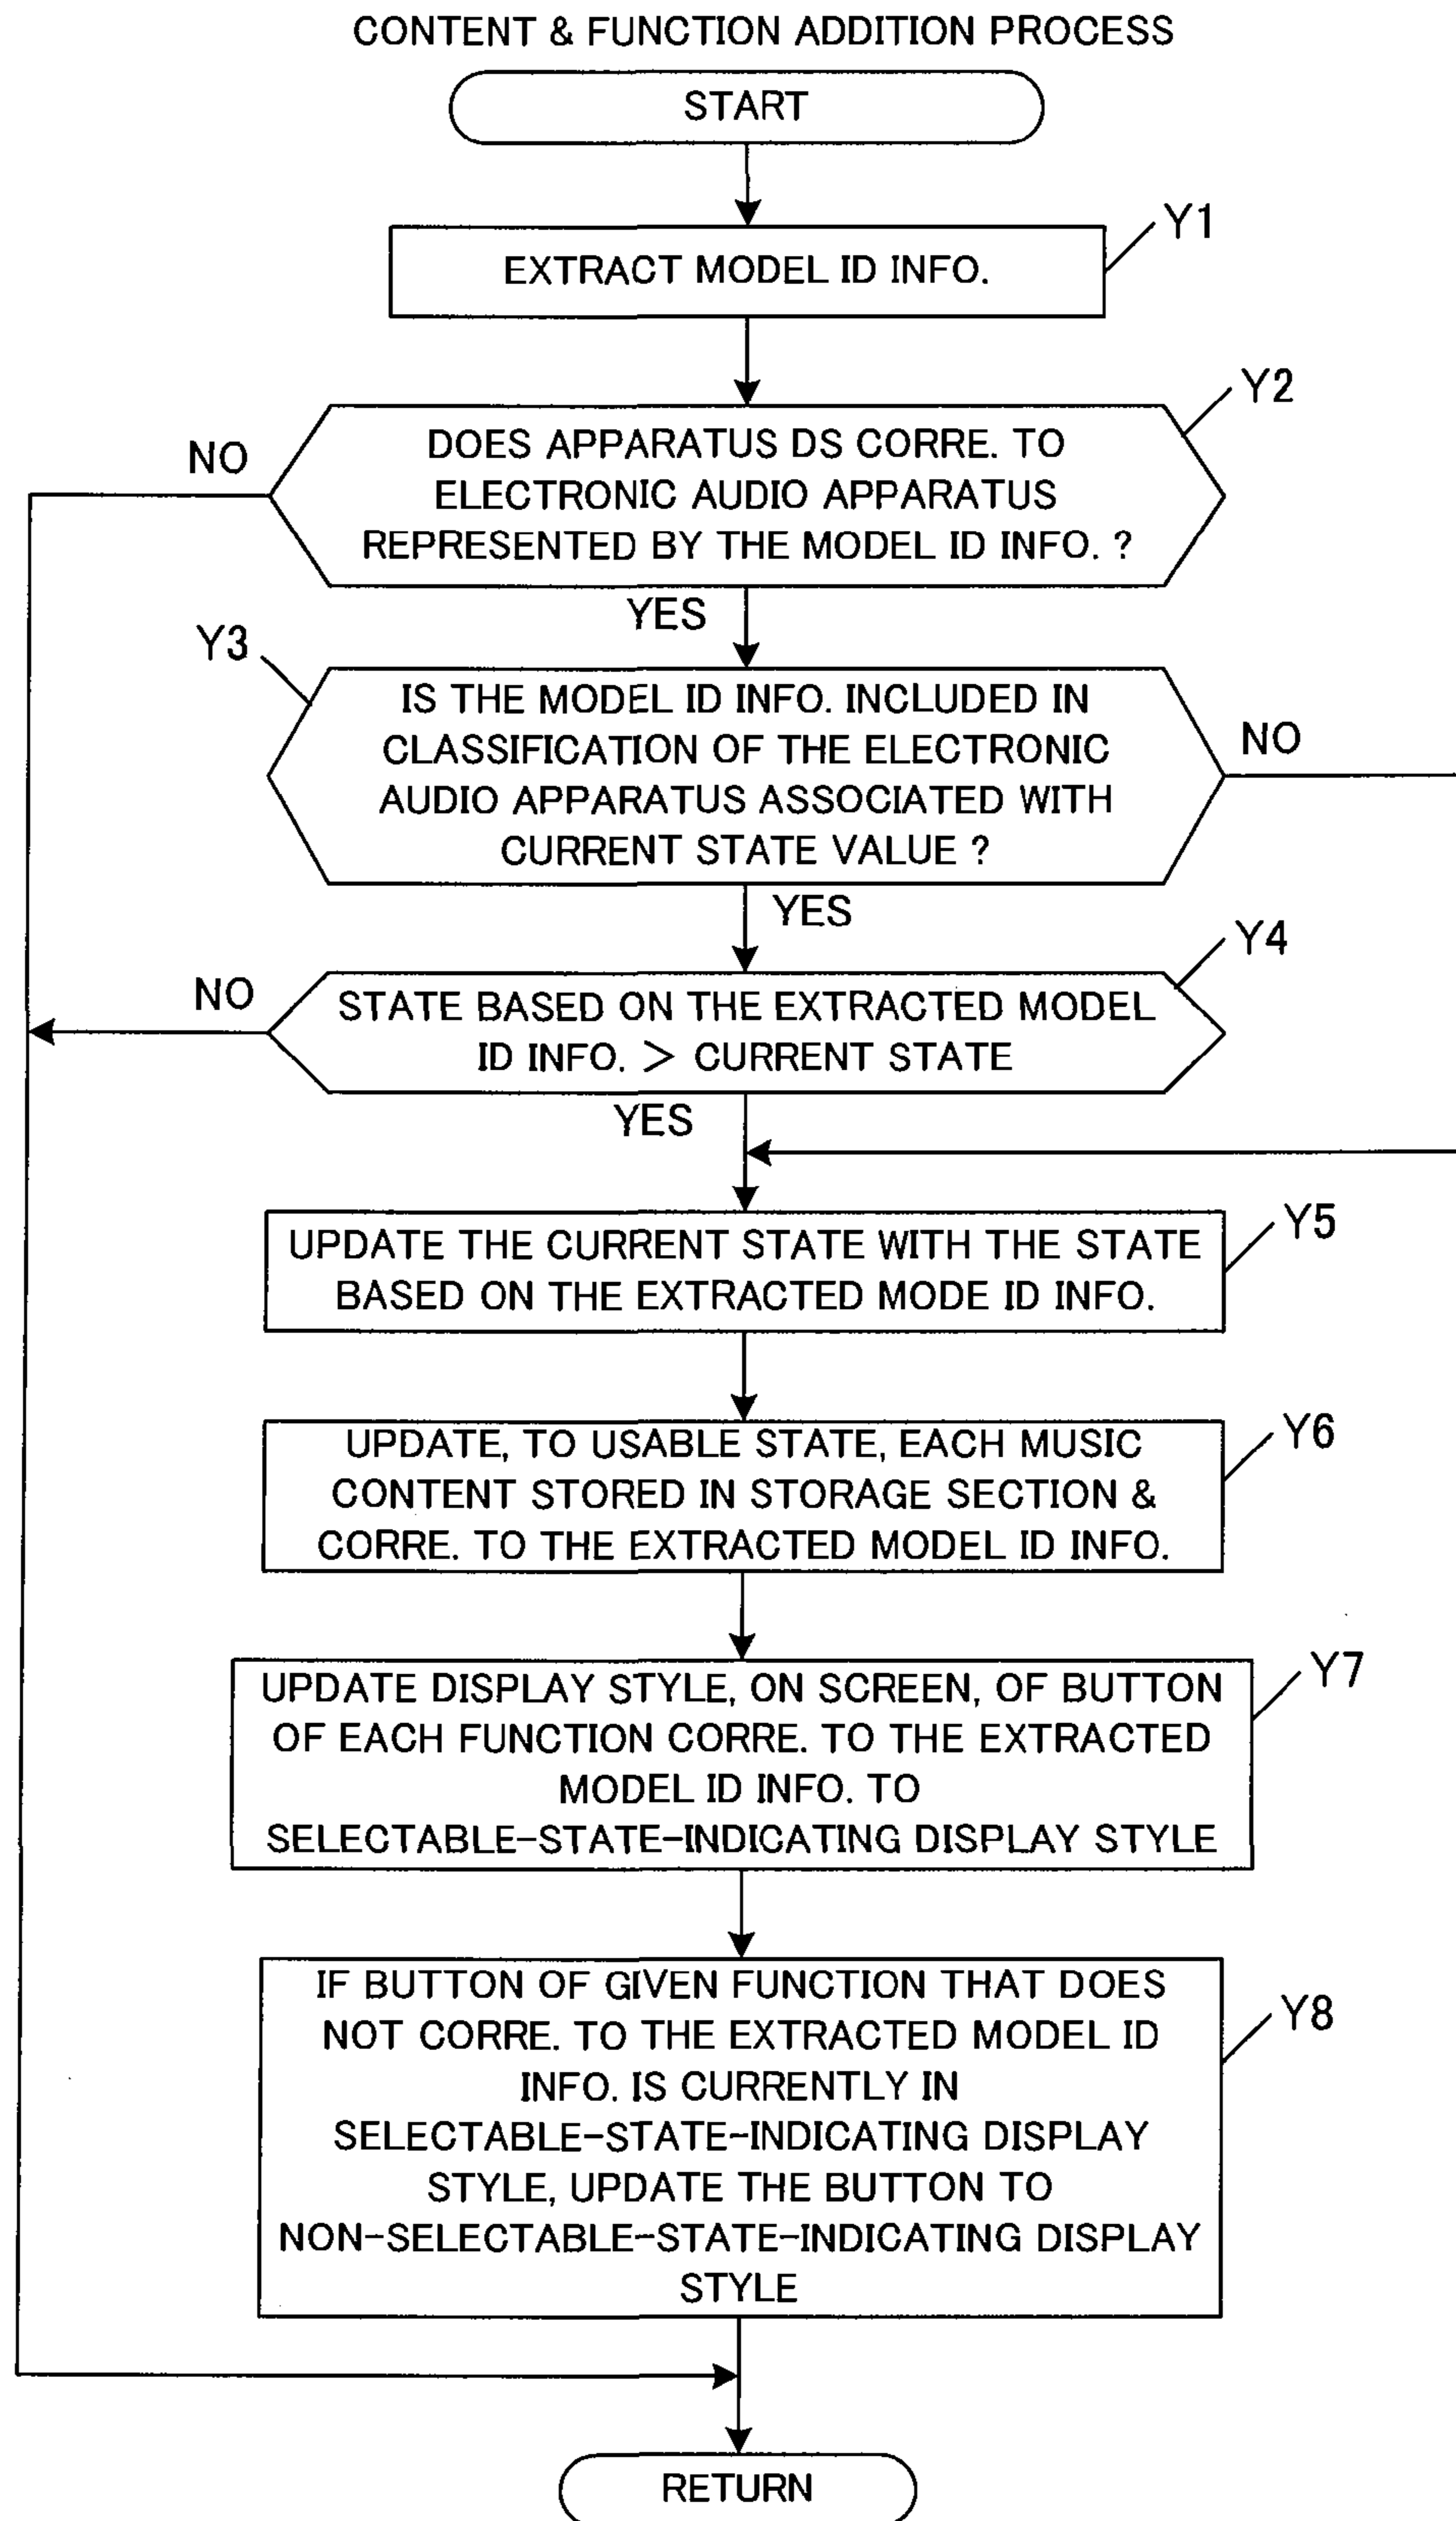 CONTENT & FUNCTION ADDITION PROCESS
START
Y1
EXTRACT MODEL ID INFO.
Y2
NO
DOES APPARATUS DS CORRE. TO
ELECTRONIC AUDIO APPARATUS
REPRESENTED BY THE MODEL ID INFO. ?
YES
Y3
IS THE MODEL ID INFO. INCLUDED IN
CLASSIFICATION OF THE ELECTRONIC
AUDIO APPARATUS ASSOCIATED WITH
CURRENT STATE VALUE ?
NO
YES
Y4
NO
STATE BASED ON THE EXTRACTED MODEL
ID INFO. > CURRENT STATE
YES
Y5
UPDATE THE CURRENT STATE WITH THE STATE
BASED ON THE EXTRACTED MODE ID INFO.
Y6
UPDATE, TO USABLE STATE, EACH MUSIC
CONTENT STORED IN STORAGE SECTION &
CORRE. TO THE EXTRACTED MODEL ID INFO.
Y7
UPDATE DISPLAY STYLE, ON SCREEN, OF BUTTON
OF EACH FUNCTION CORRE. TO THE EXTRACTED
MODEL ID INFO. TO
SELECTABLE-STATE-INDICATING DISPLAY STYLE
Y8
IF BUTTON OF GIVEN FUNCTION THAT DOES
NOT CORRE. TO THE EXTRACTED MODEL ID
INFO. IS CURRENTLY IN
SELECTABLE-STATE-INDICATING DISPLAY
STYLE, UPDATE THE BUTTON TO
NON-SELECTABLE-STATE-INDICATING DISPLAY
STYLE
RETURN